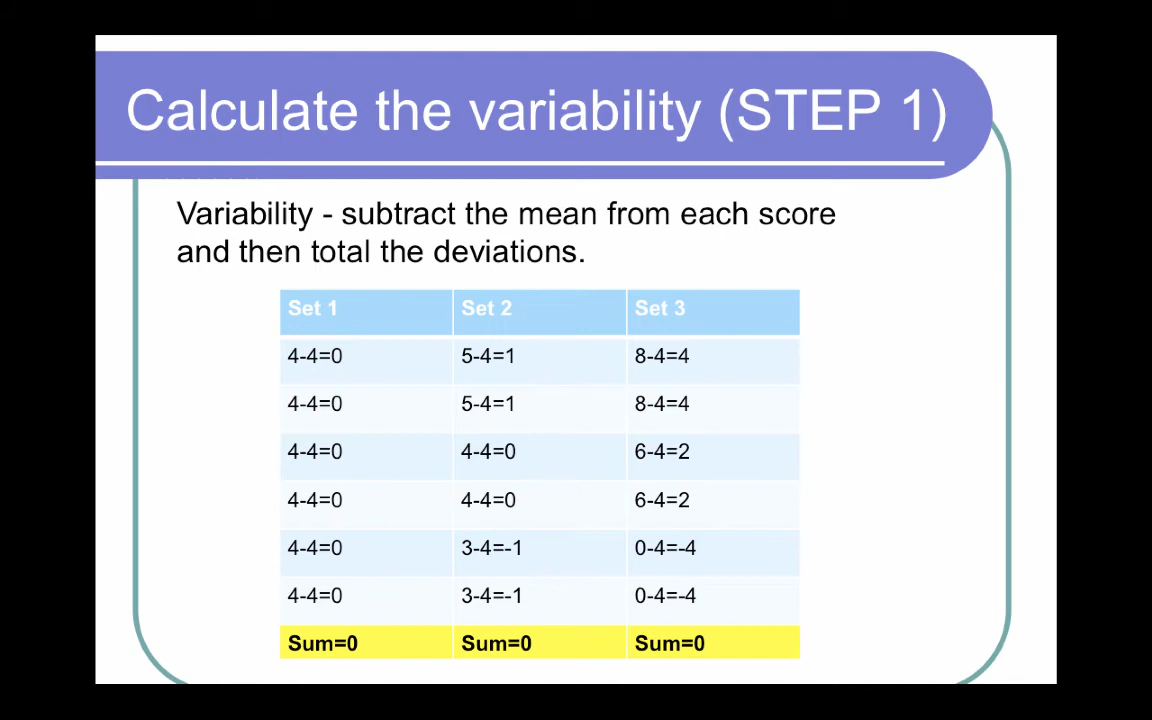 Calculate the variability (STEP 1)
Variability - subtract the mean from each score
and then total the deviations.
Set 1 Set 2 Set 3
4-4=0 5-4=1 8-4=4
4-4=0 5-4=1 8-4=4
4-4=0 4-4=0 6-4=2
4-4=0 4-4=0 6-4=2
4-4=0 3-4=-1 0-4=-4
4-4=0 3-4=-1 0-4=-4
Sum=0 Sum=0 Sum=0